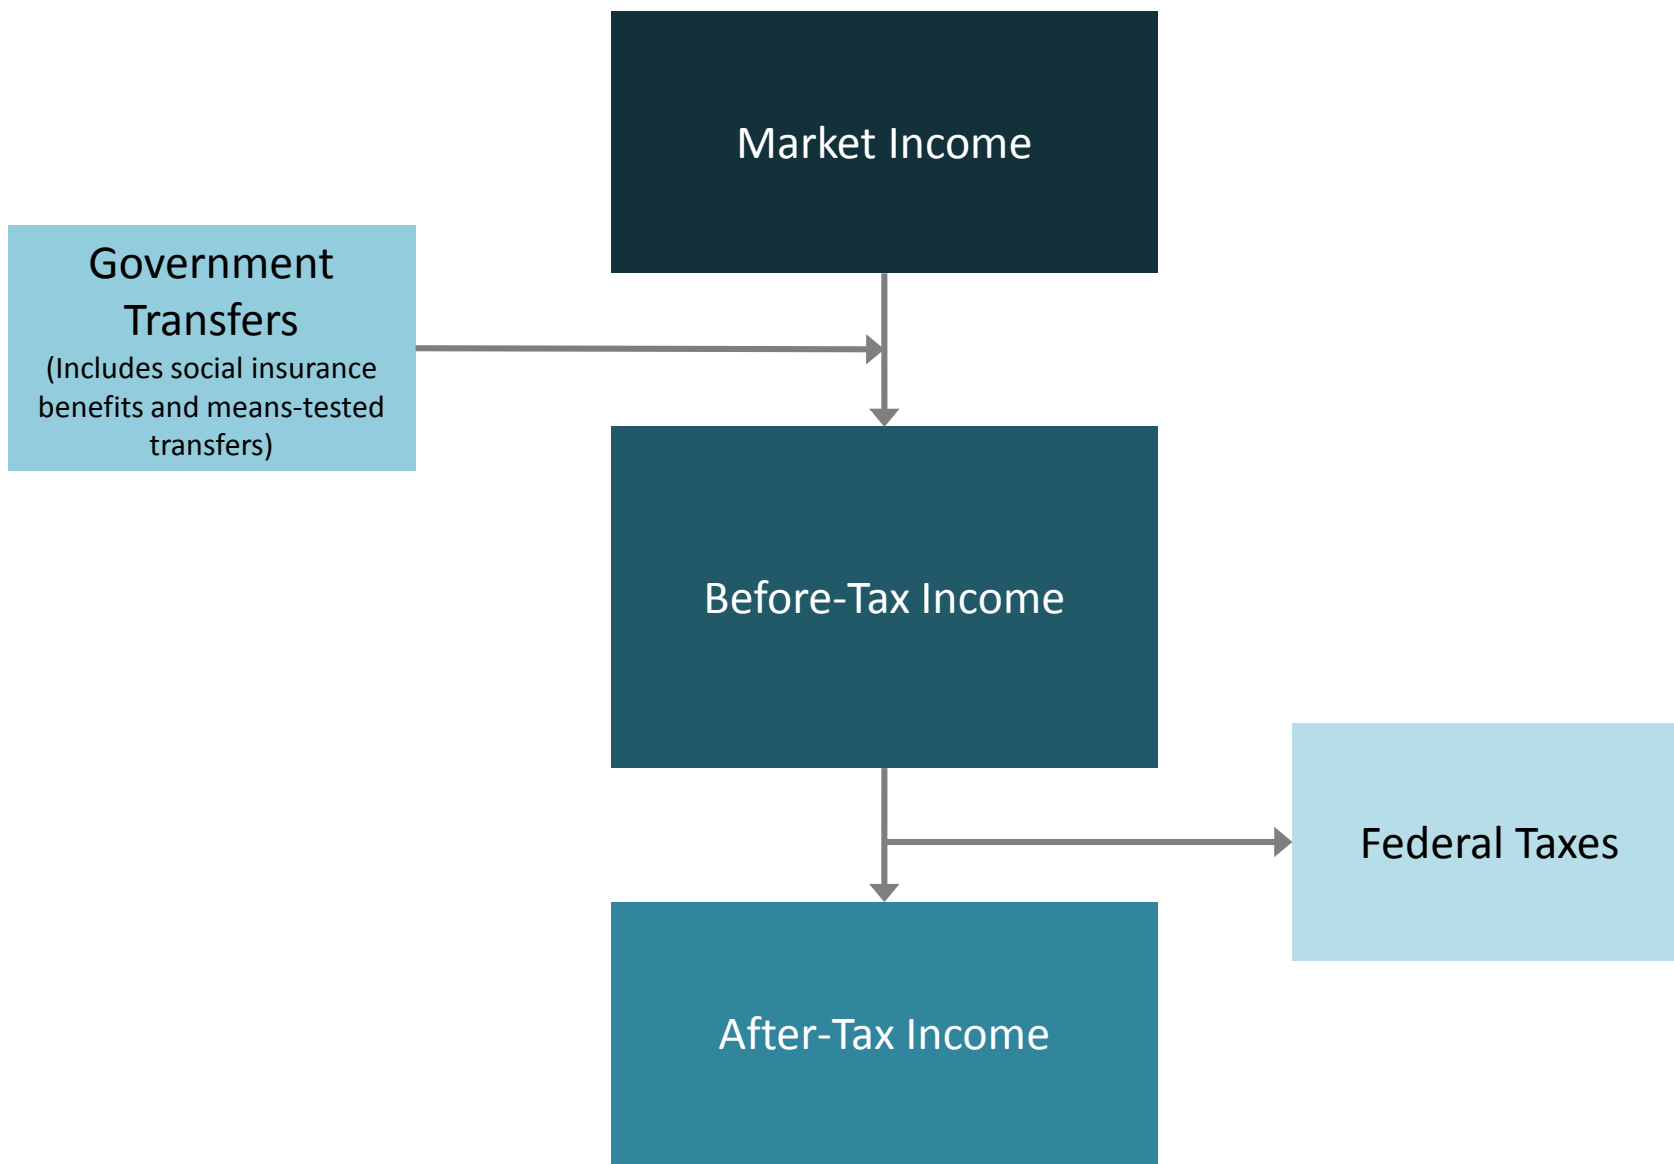 Market Income
Government
Transfers
(Includes social insurance
benefits and means-tested
transfers)
Before-Tax Income
Federal Taxes
After-Tax Income